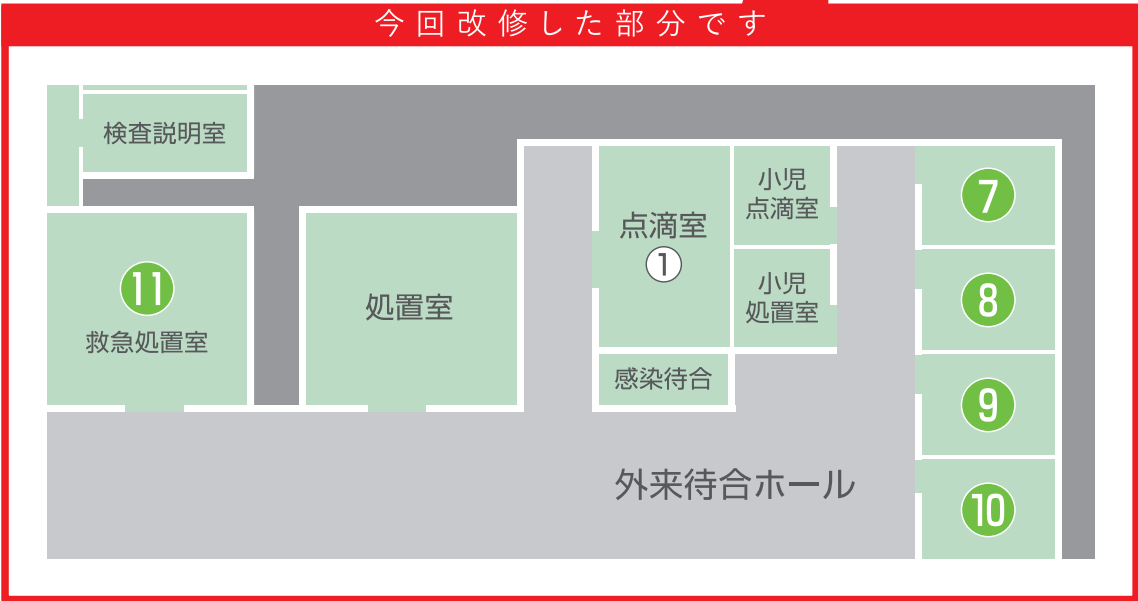 今回改修した部分です
検査説明室
11
救急処置室
処置室
点滴室
1
小児
点滴室
小児
処置室
感染待合
外来待合ホール
7
8
9
10